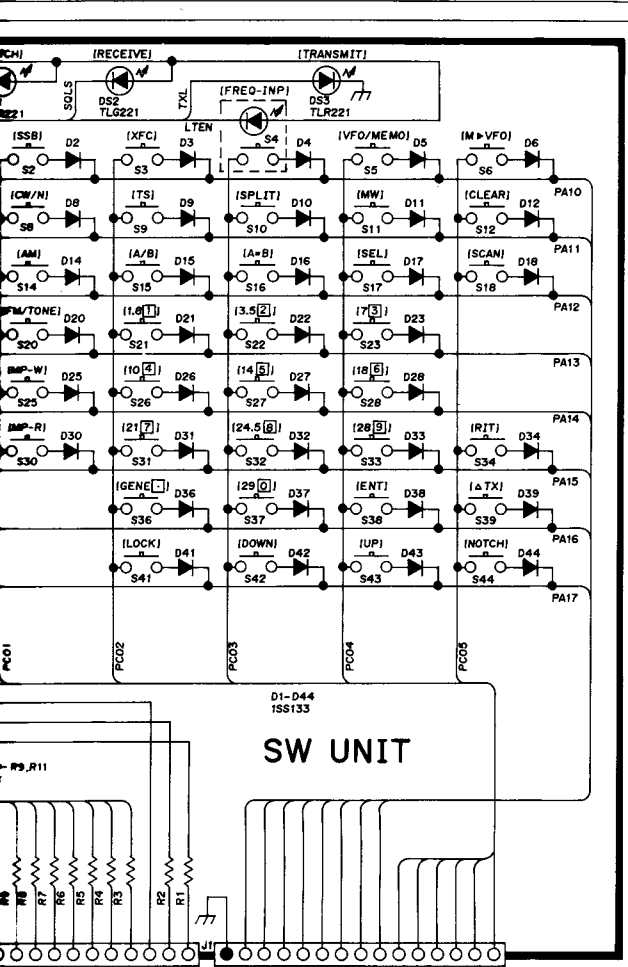 [RECEIVE] [TRANSMIT]
SQLS DS2 TLG221 TXL [FREQ-INP] DS3 TLR221
LTEN
[SSB] D2 [XFC] D3 S4 D4 [VFO/MEMO] D5 [M▶VFO] D6
S2 S3 S5 S6
PA10
[CW/N] D8 [TS] D9 [SPLIT] D10 [MW] D11 [CLEAR] D12
S8 S9 S10 S11 S12
PA11
[AM] D14 [A/B] D15 [A=B] D16 [SEL] D17 [SCAN] D18
S14 S15 S16 S17 S18
PA12
FM/TONE] D20 [1.8 1] D21 [3.5 2] D22 [7 3] D23
S20 S21 S22 S23
PA13
MP-W] D25 [10 4] D26 [14 5] D27 [18 6] D28
S25 S26 S27 S28
PA14
MP-R] D30 [21 7] D31 [24.5 8] D32 [28 9] D33 [RIT] D34
S30 S31 S32 S33 S34
PA15
[GENE -] D36 [29 0] D37 [ENT] D38 [△TX] D39
S36 S37 S38 S39
PA16
[LOCK] D41 [DOWN] D42 [UP] D43 [NOTCH] D44
S41 S42 S43 S44
PA17
PC01 PC02 PC03 PC04 PC05
D1-D44
1SS133
SW UNIT
R9,R11
R7 R6 R5 R4 R3 R2 R1
J1